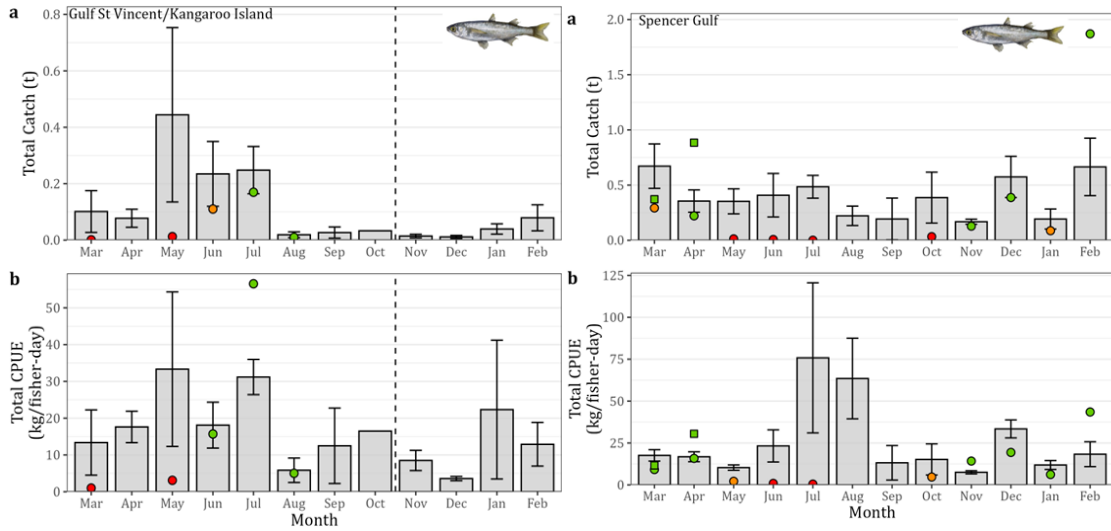 a
Gulf St Vincent/Kangaroo Island
Total Catch (t)
0.8
0.6
0.4
0.2
0.0
Mar Apr May Jun Jul Aug Sep Oct Nov Dec Jan Feb
b
Total CPUE
(kg/fisher-day)
50
40
30
20
10
0
Mar Apr May Jun Jul Aug Sep Oct Nov Dec Jan Feb
Month
a
Spencer Gulf
Total Catch (t)
2.0
1.5
1.0
0.5
0.0
Mar Apr May Jun Jul Aug Sep Oct Nov Dec Jan Feb
b
Total CPUE
(kg/fisher-day)
125
100
75
50
25
0
Mar Apr May Jun Jul Aug Sep Oct Nov Dec Jan Feb
Month